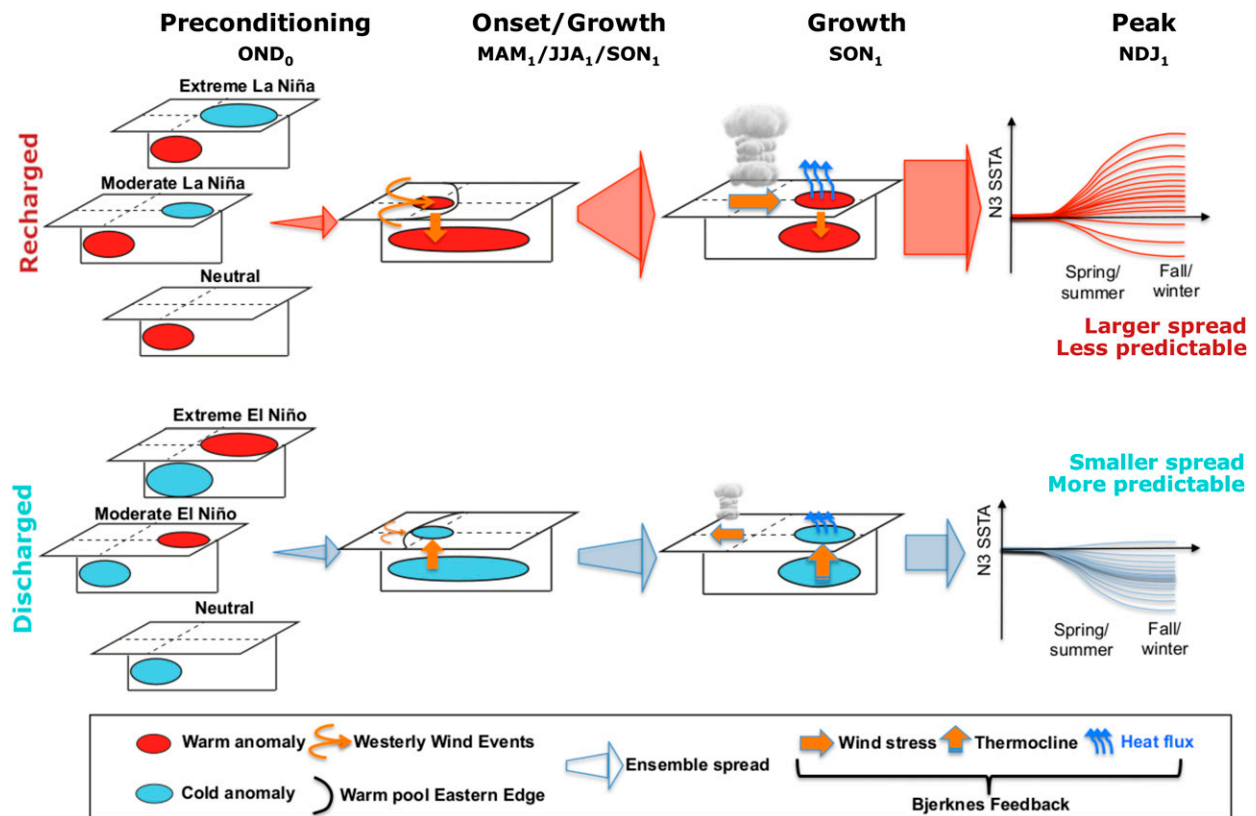 Preconditioning
OND0
Onset/Growth
MAM1/JJA1/SON1
Growth
SON1
Peak
NDJ1
Recharged
Extreme La Niña
Moderate La Niña
Neutral
N3 SSTA
Spring/
summer
Fall/
winter
Larger spread
Less predictable
Discharged
Extreme El Niño
Moderate El Niño
Neutral
Smaller spread
More predictable
N3 SSTA
Spring/
summer
Fall/
winter
Warm anomaly
Westerly Wind Events
Cold anomaly
Warm pool Eastern Edge
Ensemble spread
Wind stress
Thermocline
Heat flux
Bjerknes Feedback